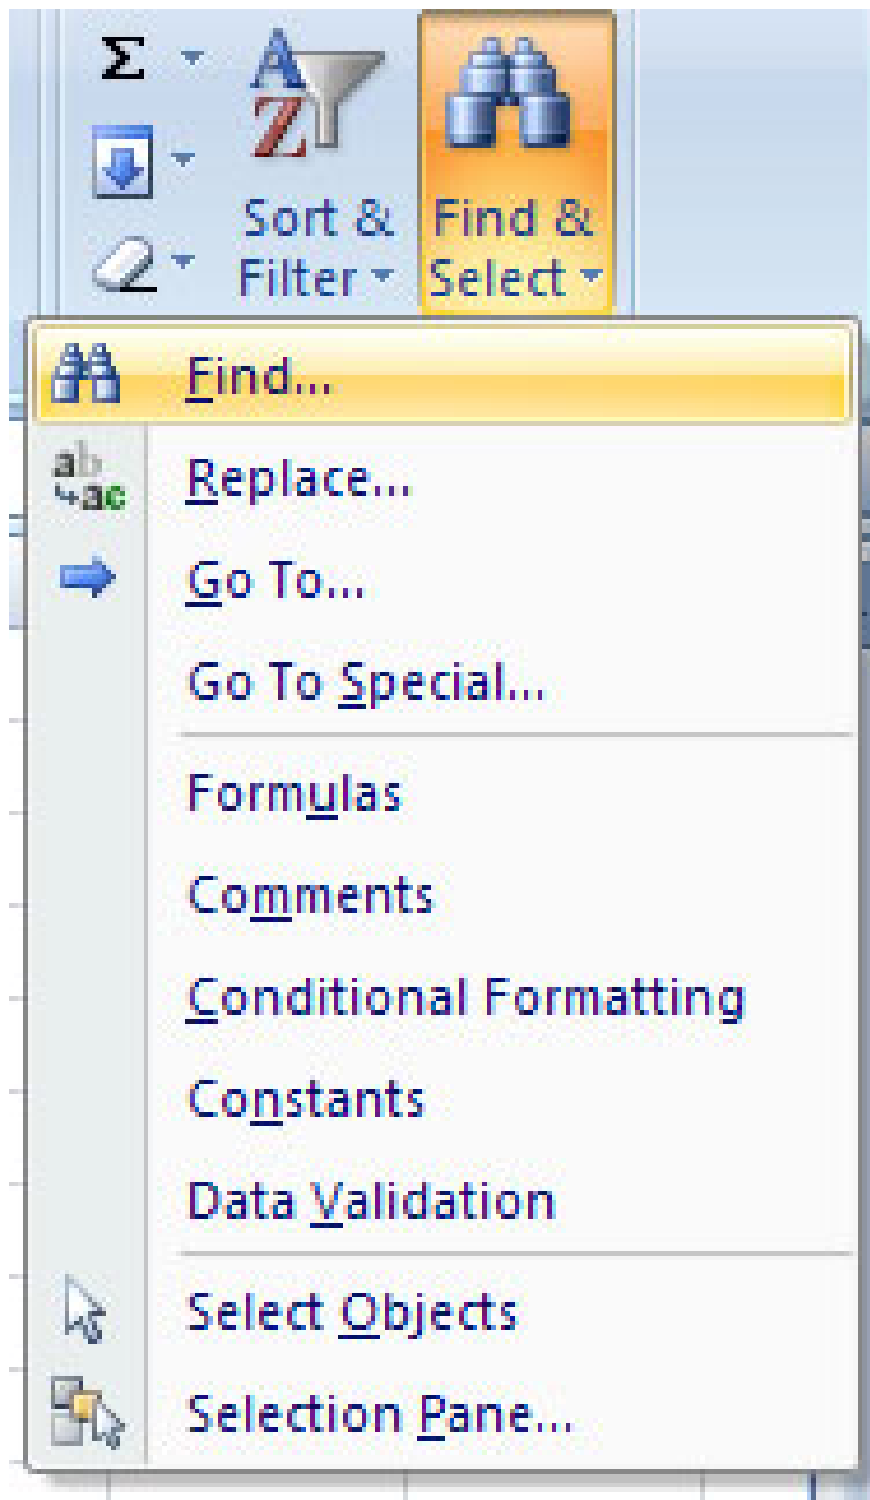 Σ
Sort &
Filter
Find &
Select
Find...
Replace...
Go To...
Go To Special...
Formulas
Comments
Conditional Formatting
Constants
Data Validation
Select Objects
Selection Pane...